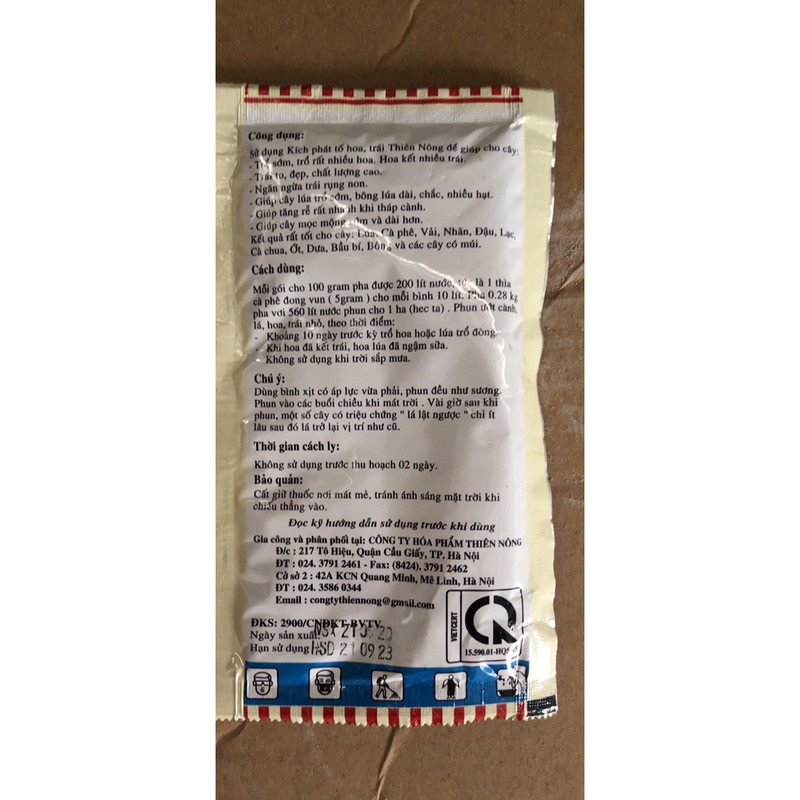 Công dụng:
Sử dụng Kích phát tố hoa, trái Thiên Nông để giúp cho cây:
- Trổ sớm, trổ rất nhiều hoa. Hoa kết nhiều trái.
- Trái to, đẹp, chất lượng cao.
- Ngăn ngừa trái rụng non.
- Giúp cây lúa trổ sớm, bông lúa dài, chắc, nhiều hạt.
- Giúp tăng rễ rất nhanh khi tháp cành.
- Giúp cây mọc mộng sớm và dài hơn.
Kết quả rất tốt cho cây: Lúa, Cà phê, Vải, Nhãn, Đậu, Lạc,
Cà chua, Ớt, Dưa, Bầu bí, Bông và các cây có múi.
Cách dùng:
Mỗi gói cho 100 gram pha được 200 lít nước, tức là 1 thìa
cà phê đong vun ( 5gram ) cho mỗi bình 10 lít. Pha 0.28 kg
pha với 560 lít nước phun cho 1 ha (hec ta) . Phun ướt cành,
lá, hoa, trái nhỏ, theo thời điểm:
- Khoảng 10 ngày trước kỳ trổ hoa hoặc lúa trổ đòng.
- Khi hoa đã kết trái, hoa lúa đã ngậm sữa.
- Không sử dụng khi trời sắp mưa.
Chú ý:
Dùng bình xịt có áp lực vừa phải, phun đều như sương.
Phun vào các buổi chiều khi mát trời . Vài giờ sau khi
phun, một số cây có triệu chứng " lá lật ngược " chỉ ít
lâu sau đó lá trở lại vị trí như cũ.
Thời gian cách ly:
Không sử dụng trước thu hoạch 02 ngày.
Bảo quản:
Cất giữ thuốc nơi mát mẻ, tránh ánh sáng mặt trời khi
chiếu thẳng vào.
Đọc kỹ hướng dẫn sử dụng trước khi dùng
Gia công và phân phối tại: CÔNG TY HÓA PHẨM THIÊN NÔNG
Đ/c : 217 Tô Hiệu, Quận Cầu Giấy, TP. Hà Nội
ĐT : 024. 3791 2461 - Fax: (8424). 3791 2462
Cở sở 2 : 42A KCN Quang Minh, Mê Linh, Hà Nội
ĐT : 024. 3586 0344
Email : congtythiennong@gmail.com
ĐKS: 2900/CNĐKT-BVTV
Ngày sản xuất NSX 21
Hạn sử dụng HSD 21 09 23
VIETCERT
15.590.01-HQ